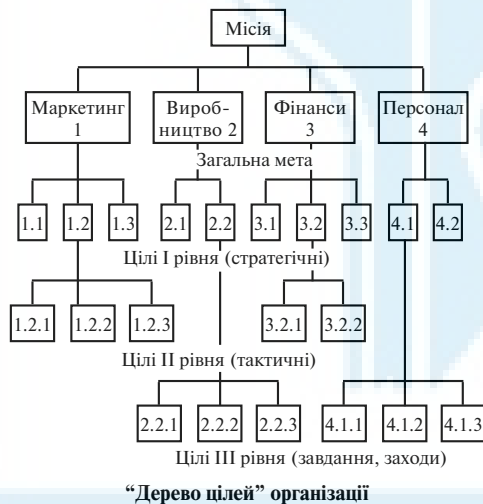 Місія
Маркетинг Вироб- Фінанси Персонал
1 ництво 2 3 4
Загальна мета
1.1 1.2 1.3 2.1 2.2 3.1 3.2 3.3 4.1 4.2
Цілі I рівня (стратегічні)
1.2.1 1.2.2 1.2.3 3.2.1 3.2.2
Цілі II рівня (тактичні)
2.2.1 2.2.2 2.2.3 4.1.1 4.1.2 4.1.3
Цілі III рівня (завдання, заходи)
“Дерево цілей” організації